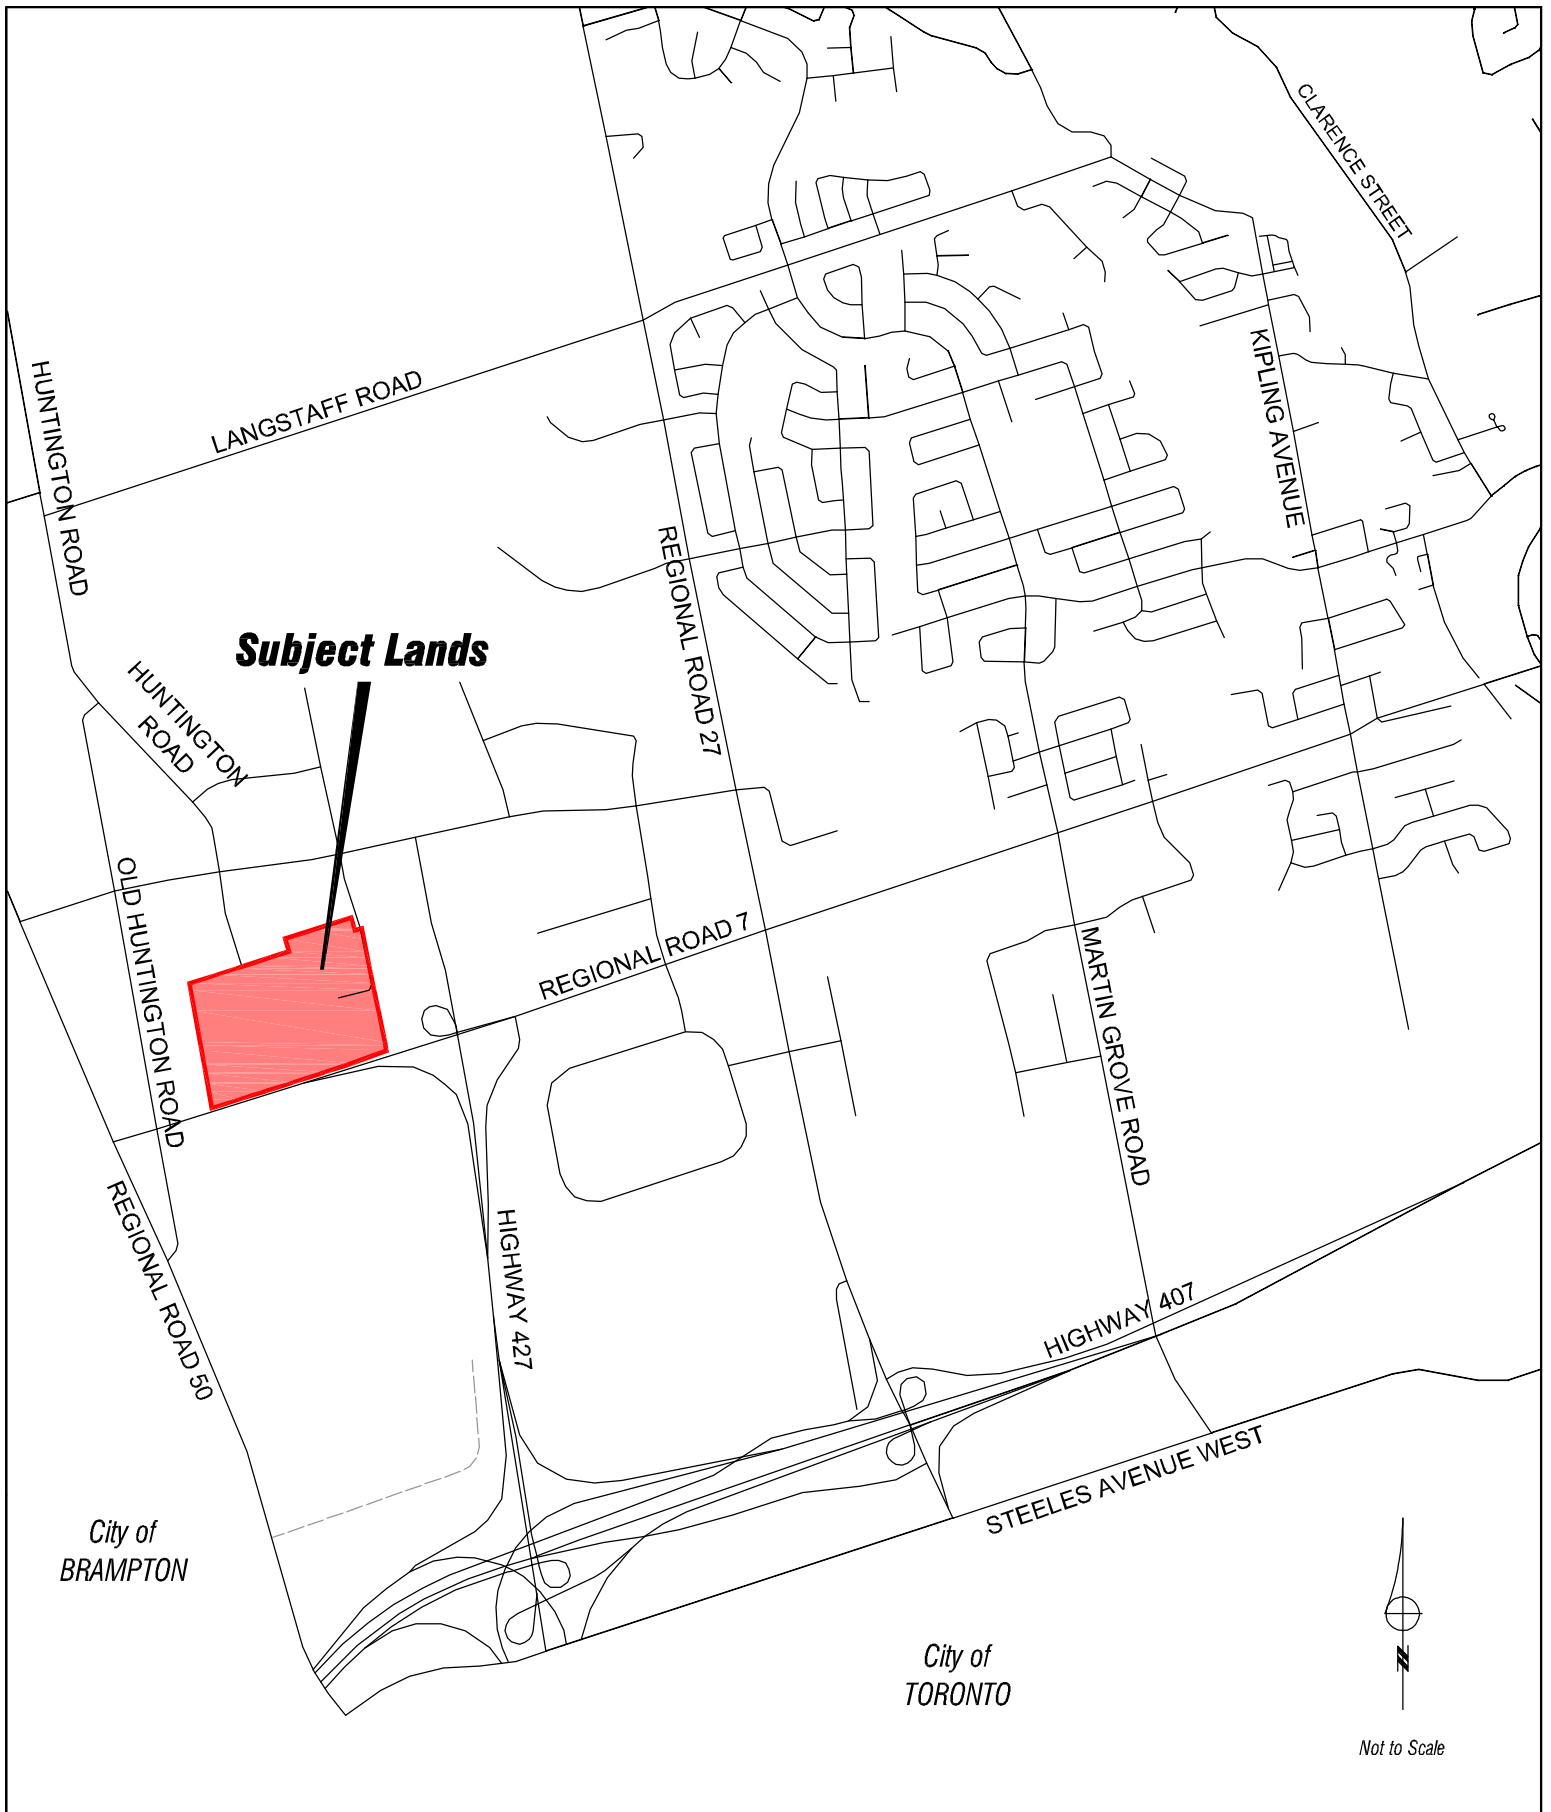 CLARENCE STREET
HUNTINGTON ROAD
LANGSTAFF ROAD
KIPLING AVENUE
REGIONAL ROAD 27
Subject Lands
HUNTINGTON
ROAD
OLD HUNTINGTON ROAD
REGIONAL ROAD 7
MARTIN GROVE ROAD
REGIONAL ROAD 50
HIGHWAY 427
HIGHWAY 407
STEELES AVENUE WEST
City of
BRAMPTON
City of
TORONTO
N
Not to Scale